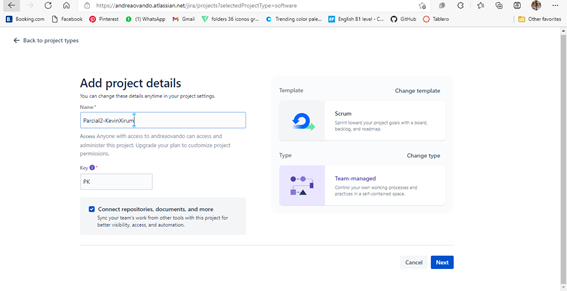 https://andreaovando.atlassian.net/jira/projects?selectedProjectType=software
Booking.com
Facebook
Pinterest
(1) WhatsApp
Gmail
folders 36 iconos gr...
Trending color pale...
English B1 level - C...
GitHub
Tablero
Other favorites
Back to project types
Add project details
You can change these details anytime in your project settings.
Name*
Parcial2-KevinXirum
Access Anyone with access to andreaovando can access and
administer this project. Upgrade your plan to customize project
permissions.
Key *
PK
Connect repositories, documents, and more
Sync your team's work from other tools with this project for
better visibility, access, and automation.
Template
Change template
Scrum
Sprint toward your project goals with a board,
backlog, and roadmap.
Type
Change type
Team-managed
Control your own working processes and
practices in a self-contained space.
Cancel
Next